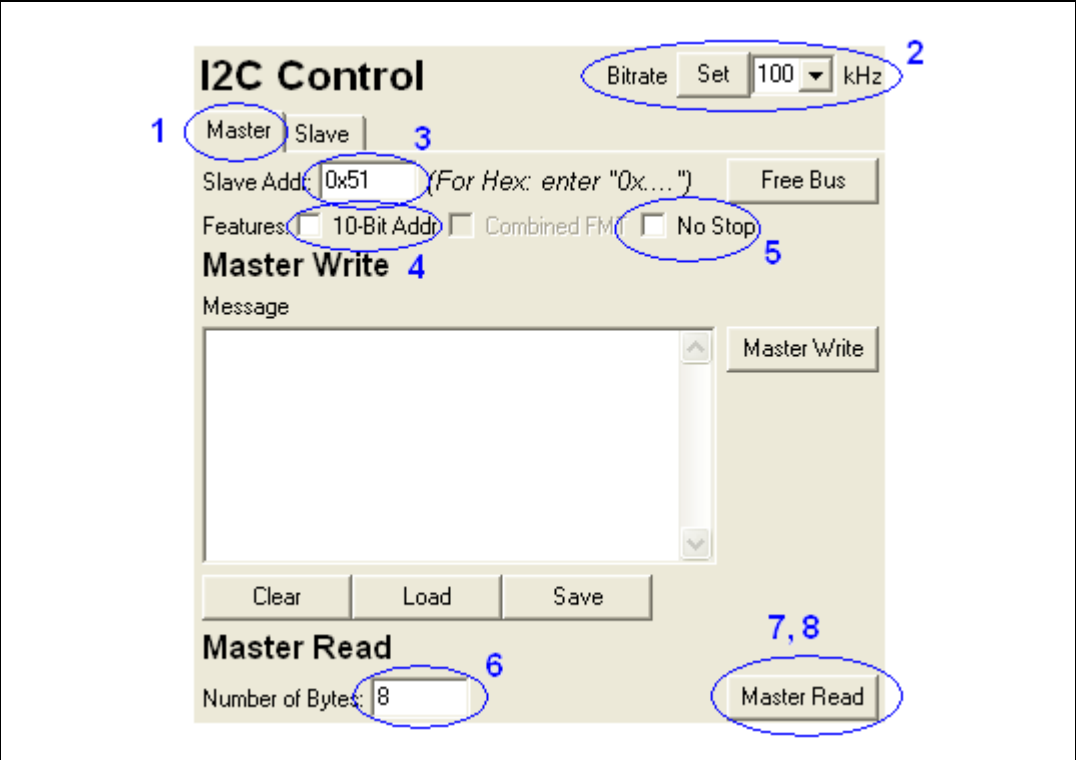 I2C Control
Bitrate Set 100 kHz 2
1 Master Slave 3
Slave Addr: 0x51 (For Hex: enter "0x....") Free Bus
Features: 10-Bit Addr Combined FMT No Stop
Master Write 4 5
Message
Master Write
Clear Load Save
7, 8
Master Read 6
Number of Bytes: 8 Master Read